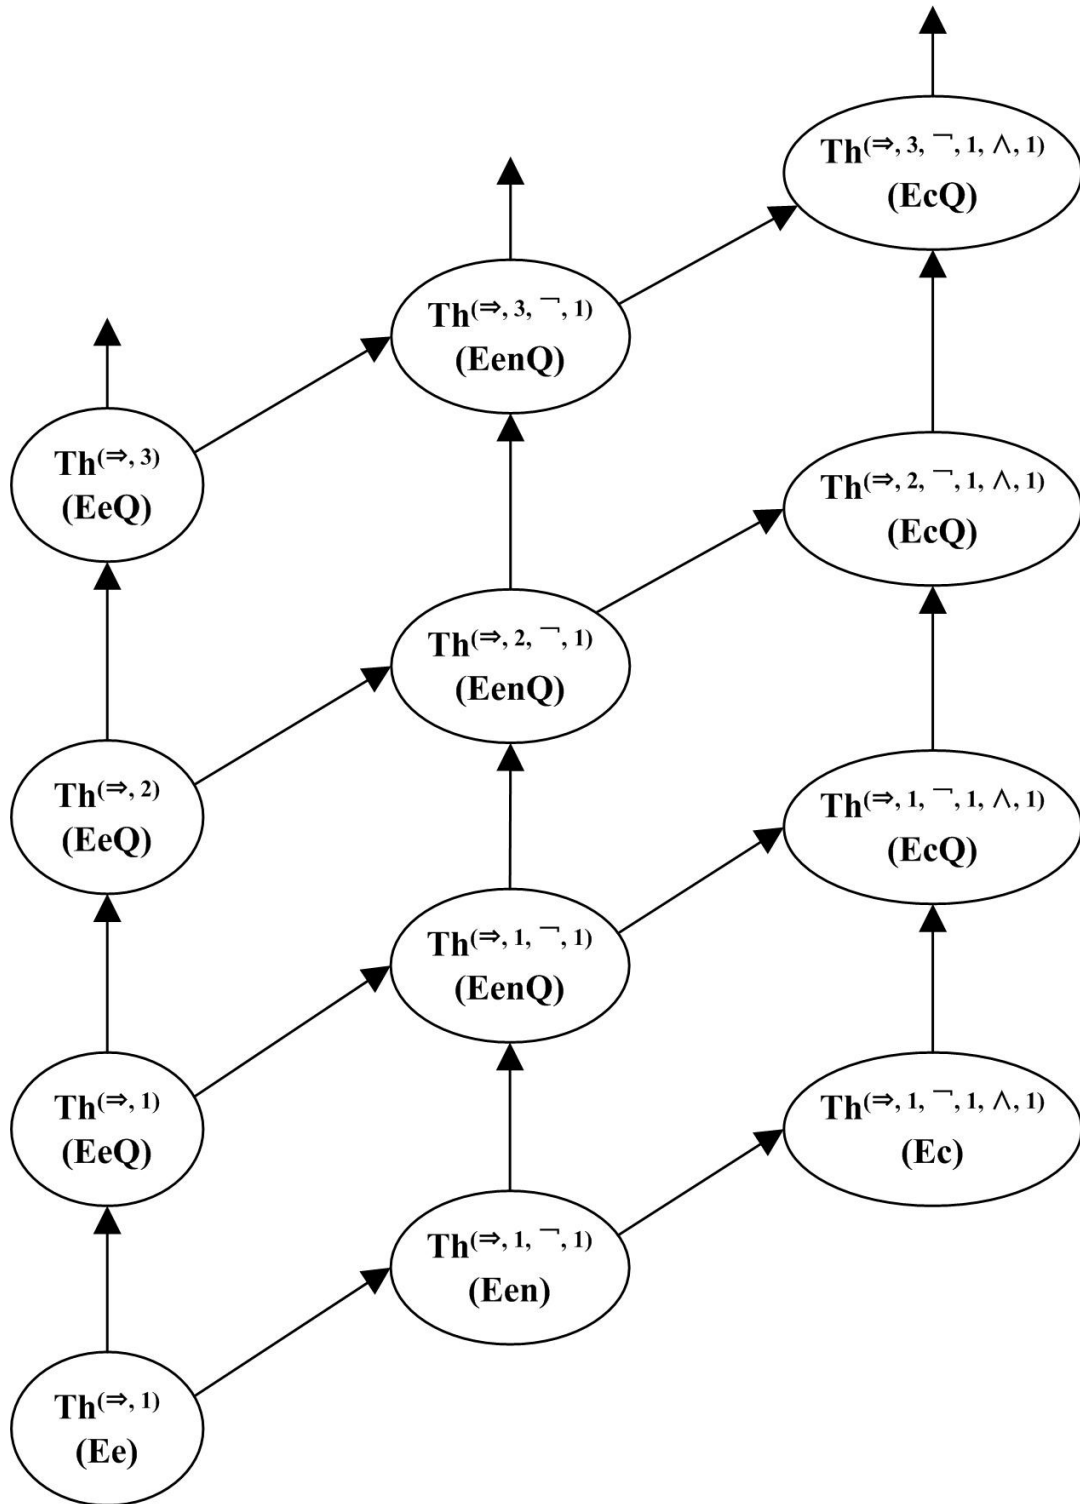 Th(⇒, 3, ¬, 1, ∧, 1)
(EcQ)
Th(⇒, 3, ¬, 1)
(EenQ)
Th(⇒, 3)
(EeQ)
Th(⇒, 2, ¬, 1, ∧, 1)
(EcQ)
Th(⇒, 2, ¬, 1)
(EenQ)
Th(⇒, 2)
(EeQ)
Th(⇒, 1, ¬, 1, ∧, 1)
(EcQ)
Th(⇒, 1, ¬, 1)
(EenQ)
Th(⇒, 1)
(EeQ)
Th(⇒, 1, ¬, 1, ∧, 1)
(Ec)
Th(⇒, 1, ¬, 1)
(Een)
Th(⇒, 1)
(Ee)